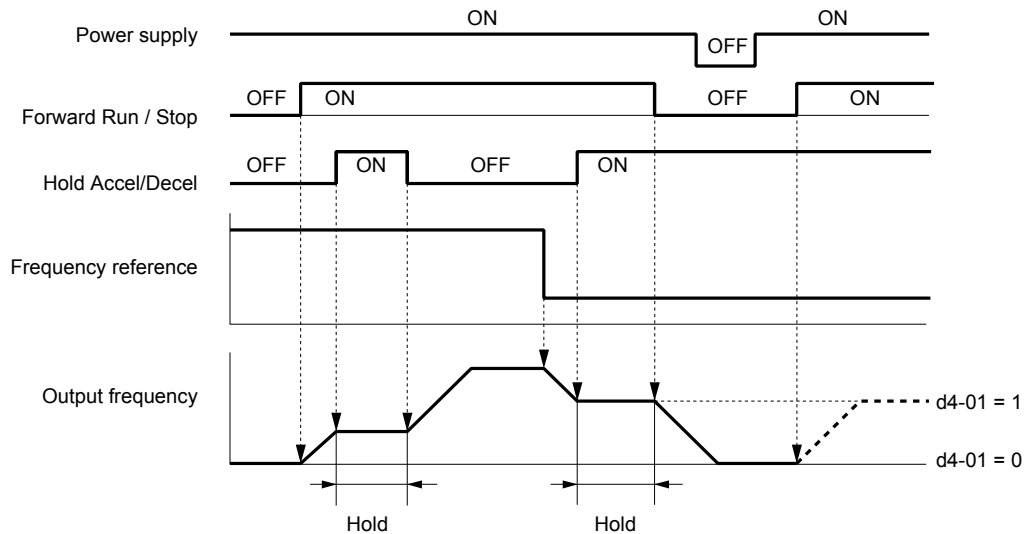 ON
ON
Power supply
OFF
OFF
ON
OFF
ON
Forward Run / Stop
OFF
ON
OFF
ON
Hold Accel/Decel
Frequency reference
Output frequency
d4-01 = 1
d4-01 = 0
Hold
Hold